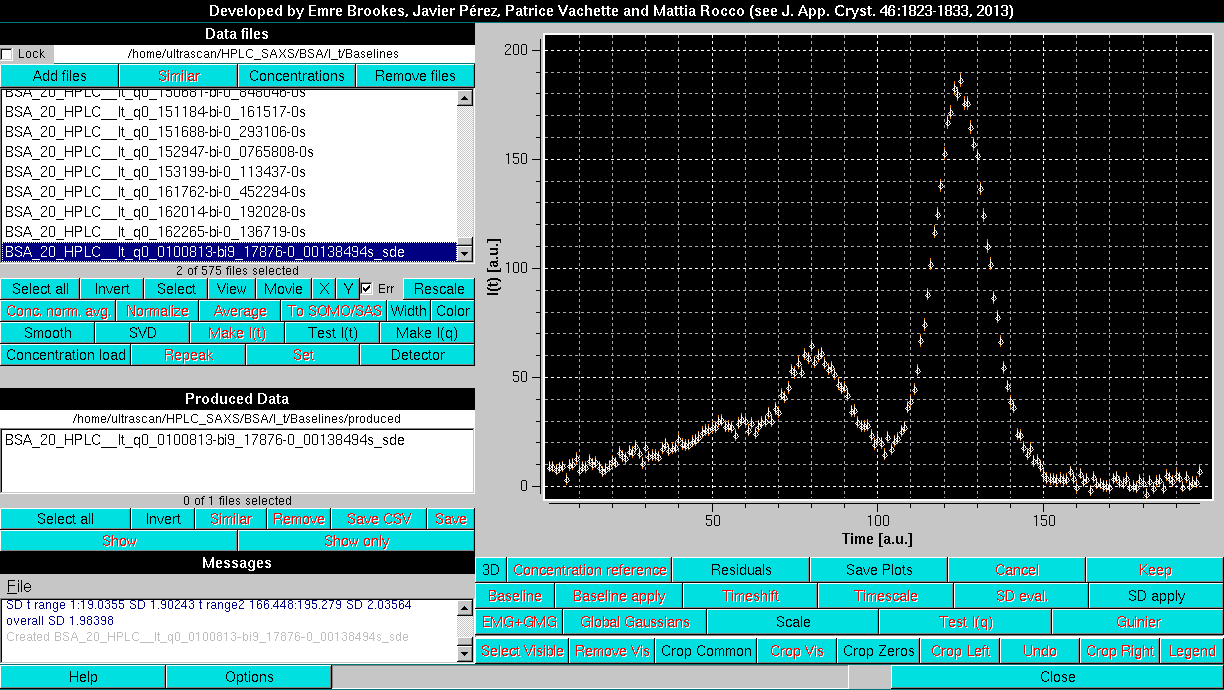 Developed by Emre Brookes, Javier Pérez, Patrice Vachette and Mattia Rocco (see J. App. Cryst. 46:1823-1833, 2013)
Data files
Lock /home/ultrascan/HPLC_SAXS/BSA/I_t/Baselines
Add files Similar Concentrations Remove files
BSA_20_HPLC__It_q0_150681-bi-0_848046-0s
BSA_20_HPLC__It_q0_151184-bi-0_161517-0s
BSA_20_HPLC__It_q0_151688-bi-0_293106-0s
BSA_20_HPLC__It_q0_152947-bi-0_0765808-0s
BSA_20_HPLC__It_q0_153199-bi-0_113437-0s
BSA_20_HPLC__It_q0_161762-bi-0_452294-0s
BSA_20_HPLC__It_q0_162014-bi-0_192028-0s
BSA_20_HPLC__It_q0_162265-bi-0_136719-0s
BSA_20_HPLC__It_q0_0100813-bi9_17876-0_00138494s_sde
2 of 575 files selected
Select all Invert Select View Movie X Y Err Rescale
Conc. norm. avg. Normalize Average To SOMO/SAS Width Color
Smooth SVD Make I(t) Test I(t) Make I(q)
Concentration load Repeak Set Detector
Produced Data
/home/ultrascan/HPLC_SAXS/BSA/I_t/Baselines/produced
BSA_20_HPLC__It_q0_0100813-bi9_17876-0_00138494s_sde
0 of 1 files selected
Select all Invert Similar Remove Save CSV Save
Show Show only
Messages
File
SD t range 1:19.0355 SD 1.90243 t range2 166.448:195.279 SD 2.03564
overall SD 1.98398
Created BSA_20_HPLC__It_q0_0100813-bi9_17876-0_00138494s_sde
Help Options
200
150
100
50
0
I(t) [a.u.]
50 100 150
Time [a.u.]
3D Concentration reference Residuals Save Plots Cancel Keep
Baseline Baseline apply Timeshift Timescale SD eval. SD apply
EMG+GMG Global Gaussians Scale Test I(q) Guinier
Select Visible Remove Vis Crop Common Crop Vis Crop Zeros Crop Left Undo Crop Right Legend
Close